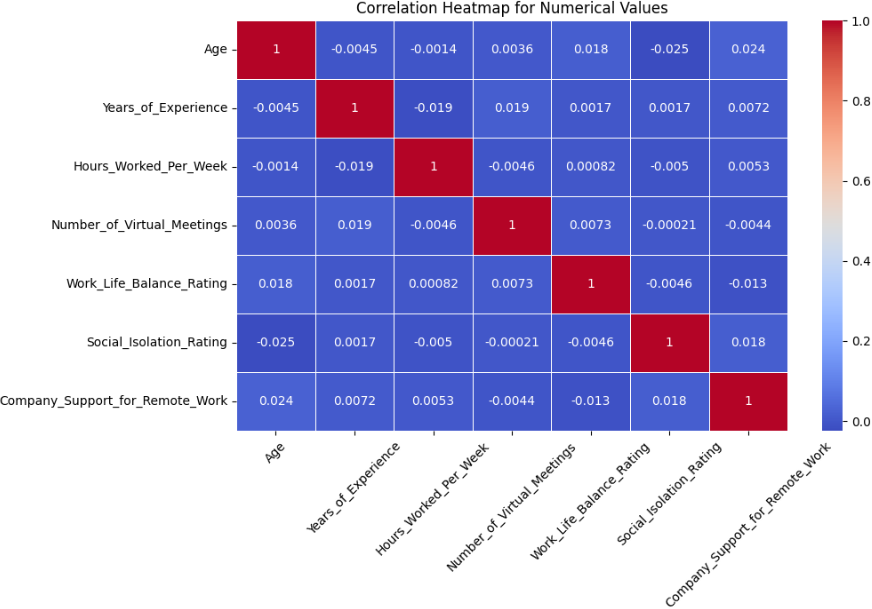 Correlation Heatmap for Numerical Values
Age 1 -0.0045 -0.0014 0.0036 0.018 -0.025 0.024
Years_of_Experience -0.0045 1 -0.019 0.019 0.0017 0.0017 0.0072
Hours_Worked_Per_Week -0.0014 -0.019 1 -0.0046 0.00082 -0.005 0.0053
Number_of_Virtual_Meetings 0.0036 0.019 -0.0046 1 0.0073 -0.00021 -0.0044
Work_Life_Balance_Rating 0.018 0.0017 0.00082 0.0073 1 -0.0046 -0.013
Social_Isolation_Rating -0.025 0.0017 -0.005 -0.00021 -0.0046 1 0.018
Company_Support_for_Remote_Work 0.024 0.0072 0.0053 -0.0044 -0.013 0.018 1
Age
Years_of_Experience
Hours_Worked_Per_Week
Number_of_Virtual_Meetings
Work_Life_Balance_Rating
Social_Isolation_Rating
Company_Support_for_Remote_Work
1.0
0.8
0.6
0.4
0.2
0.0